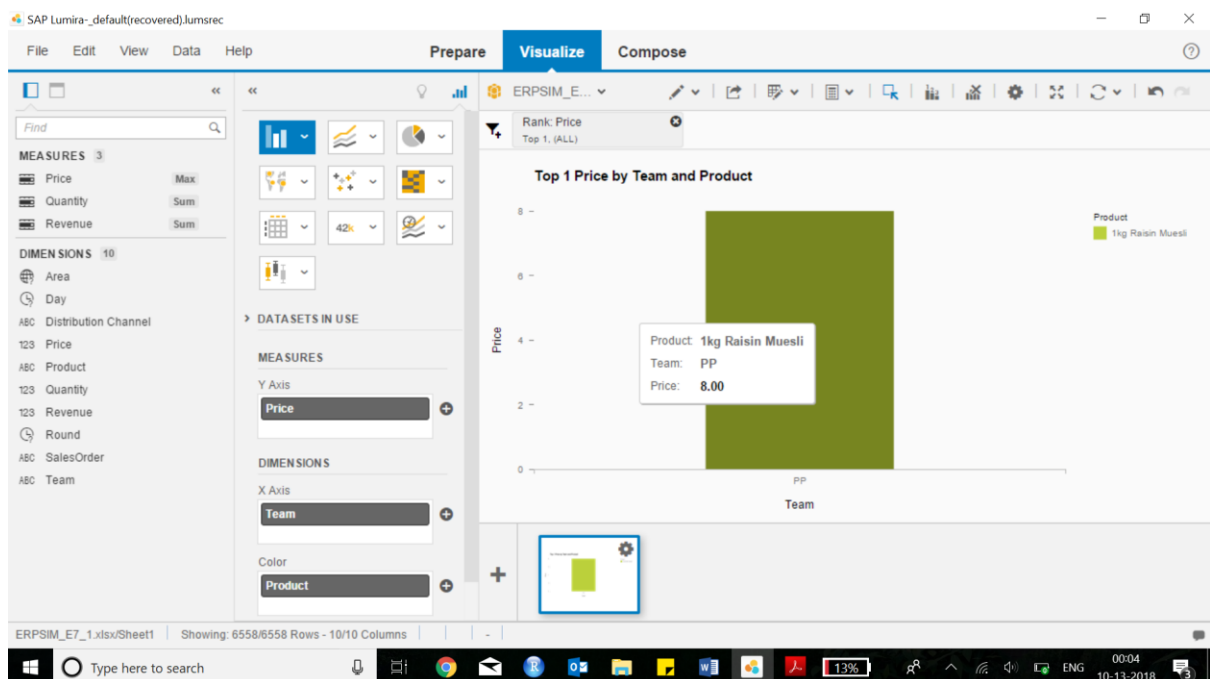 SAP Lumira-_default(recovered).lumsrec
File Edit View Data Help
Prepare Visualize Compose
ERPSIM_E...
Find
MEASURES 3
Price Max
Quantity Sum
Revenue Sum
DIMENSIONS 10
Area
Day
ABC Distribution Channel
123 Price
ABC Product
123 Quantity
123 Revenue
Round
ABC SalesOrder
ABC Team
42K
DATASETS IN USE
MEASURES
Y Axis
Price
DIMENSIONS
X Axis
Team
Color
Product
Rank: Price
Top 1, (ALL)
Top 1 Price by Team and Product
8
6
4
2
0
Price
Product: 1kg Raisin Muesli
Team: PP
Price: 8.00
PP
Team
Product
1kg Raisin Muesli
ERPSIM_E7_1.xlsx/Sheet1 Showing: 6558/6558 Rows - 10/10 Columns -
Type here to search
13%
ENG
00:04
10-13-2018
3